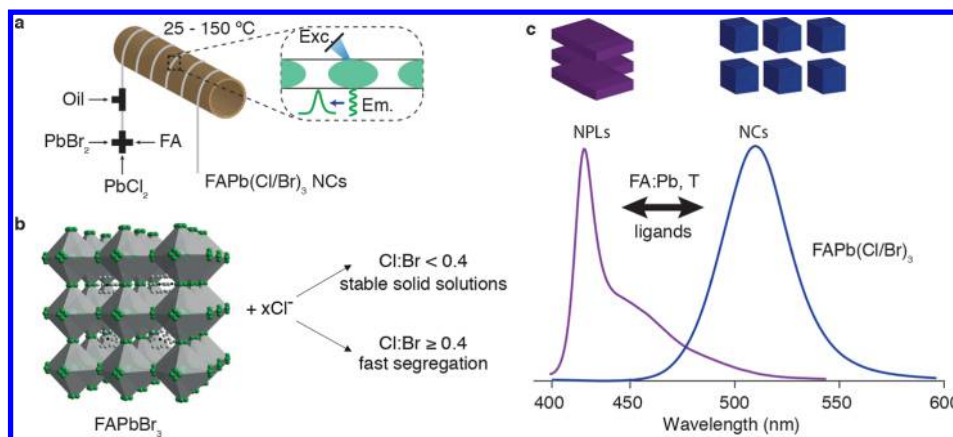 a
25 - 150 ºC
Exc.
Em.
Oil
PbBr₂
FA
PbCl₂
FAPb(Cl/Br)₃ NCs
b
+ xCl⁻
Cl:Br < 0.4
stable solid solutions
Cl:Br ≥ 0.4
fast segregation
FAPbBr₃
c
NPLs
NCs
FA:Pb, T
ligands
FAPb(Cl/Br)₃
400 450 500 550 600
Wavelength (nm)